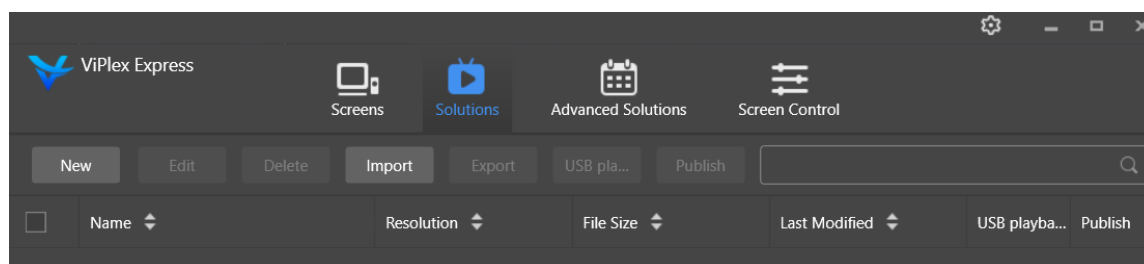 ViPlex Express
Screens Solutions Advanced Solutions Screen Control
New Edit Delete Import Export USB pla... Publish
Name Resolution File Size Last Modified USB playba... Publish